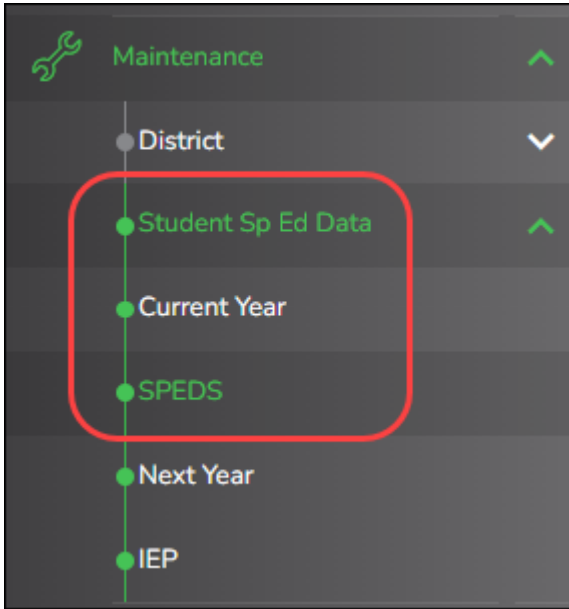 Maintenance
District
Student Sp Ed Data
Current Year
SPEDS
Next Year
IEP